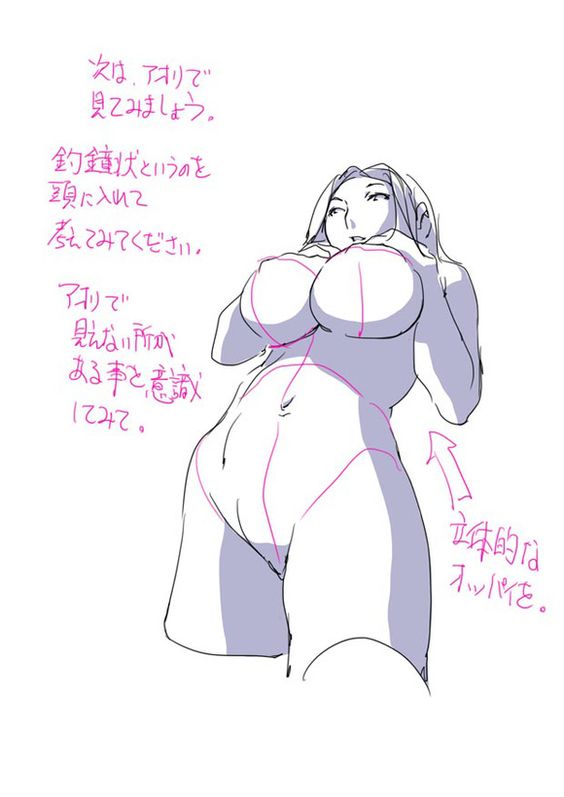 次は、アオリで
見てみましょう。
釣鐘状というのを
頭に入れて
考えてみてください。
アオリで
見えない所が
ある事を意識
してみて。
立体的な
オッパイを。